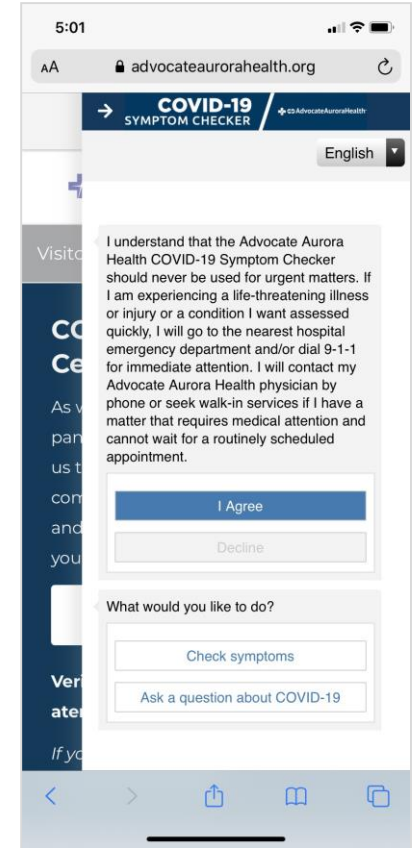 5:01
AA
advocateaurorahealth.org
COVID-19
SYMPTOM CHECKER
AdvocateAuroraHealth
English
Visito
I understand that the Advocate Aurora
Health COVID-19 Symptom Checker
should never be used for urgent matters. If
I am experiencing a life-threatening illness
or injury or a condition I want assessed
quickly, I will go to the nearest hospital
emergency department and/or dial 9-1-1
for immediate attention. I will contact my
Advocate Aurora Health physician by
phone or seek walk-in services if I have a
matter that requires medical attention and
cannot wait for a routinely scheduled
appointment.
I Agree
Decline
What would you like to do?
Check symptoms
Ask a question about COVID-19
CO
Ce
As w
pan
us t
com
and
you
Veri
ater
If yo